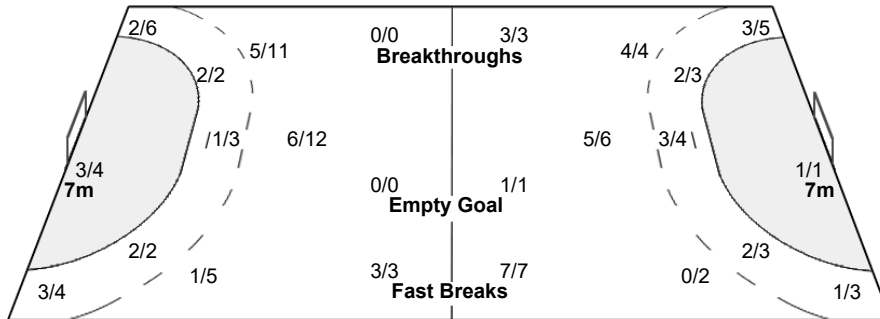 2/6 0/0 3/3 3/5
5/11 Breakthroughs 4/4
2/2 2/3
1/3 6/12 5/6 3/4
3/4 1/1
7m 0/0 1/1 7m
Empty Goal
2/2 2/3
1/5 3/3 7/7 0/2
3/4 Fast Breaks 1/3